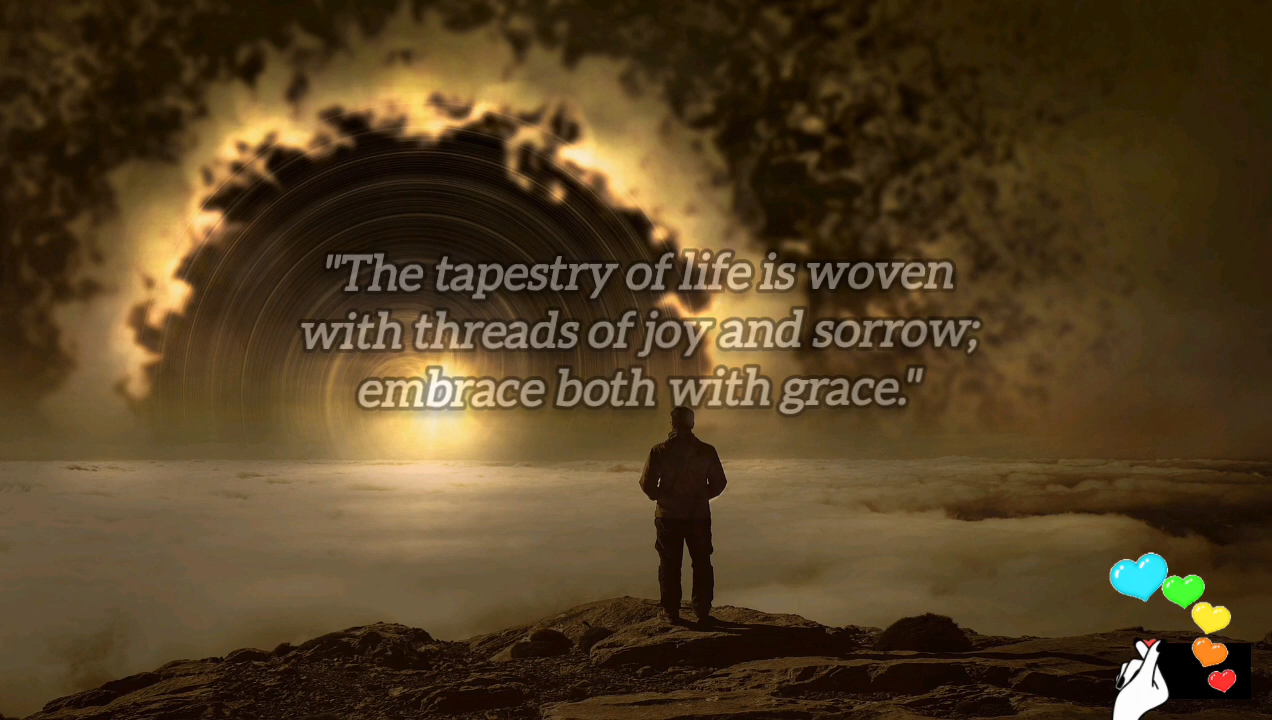 "The tapestry of life is woven
with threads of joy and sorrow;
embrace both with grace."